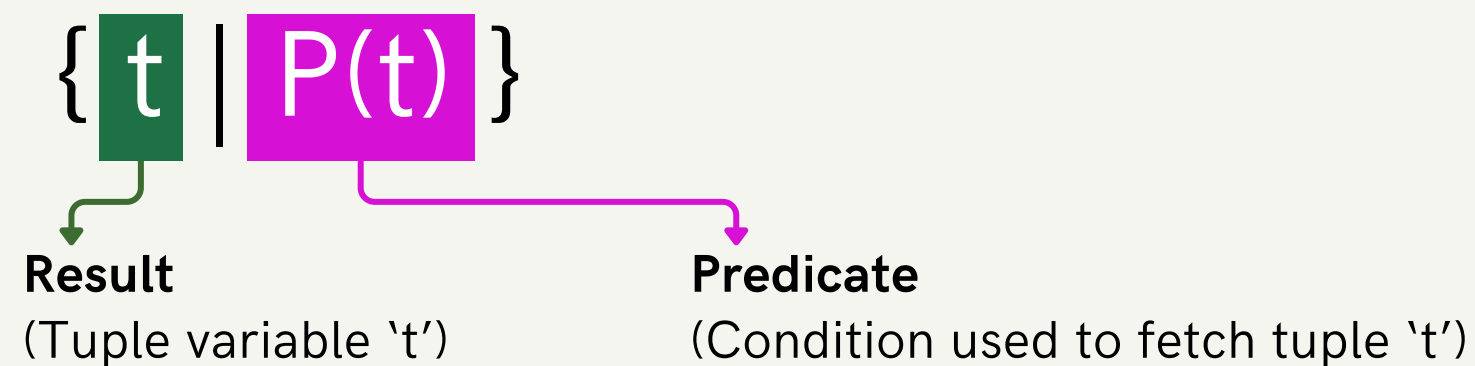 { t | P(t) }
Result
(Tuple variable ‘t’)
Predicate
(Condition used to fetch tuple ‘t’)